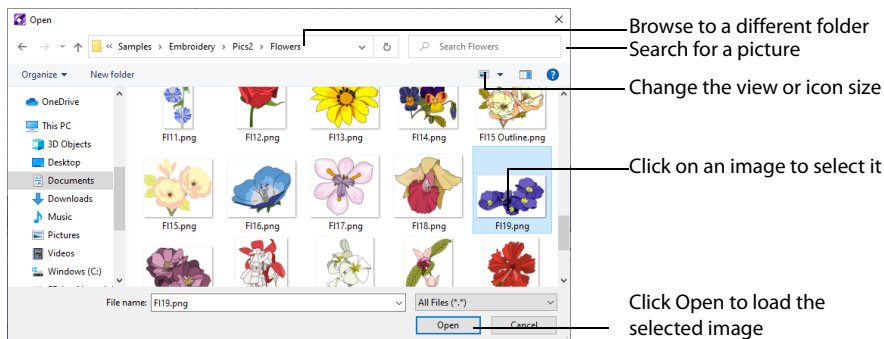 Open
« Samples › Embroidery › Pics2 › Flowers
Search Flowers
Browse to a different folder
Search for a picture
Organize
New folder
Change the view or icon size
OneDrive
This PC
3D Objects
Desktop
Documents
Downloads
Music
Pictures
Videos
Windows (C:)
Fl11.png Fl12.png Fl13.png Fl14.png Fl15 Outline.png
Fl15.png Fl16.png Fl17.png Fl18.png Fl19.png
Click on an image to select it
File name: Fl19.png
All Files (*.*)
Open
Cancel
Click Open to load the
selected image